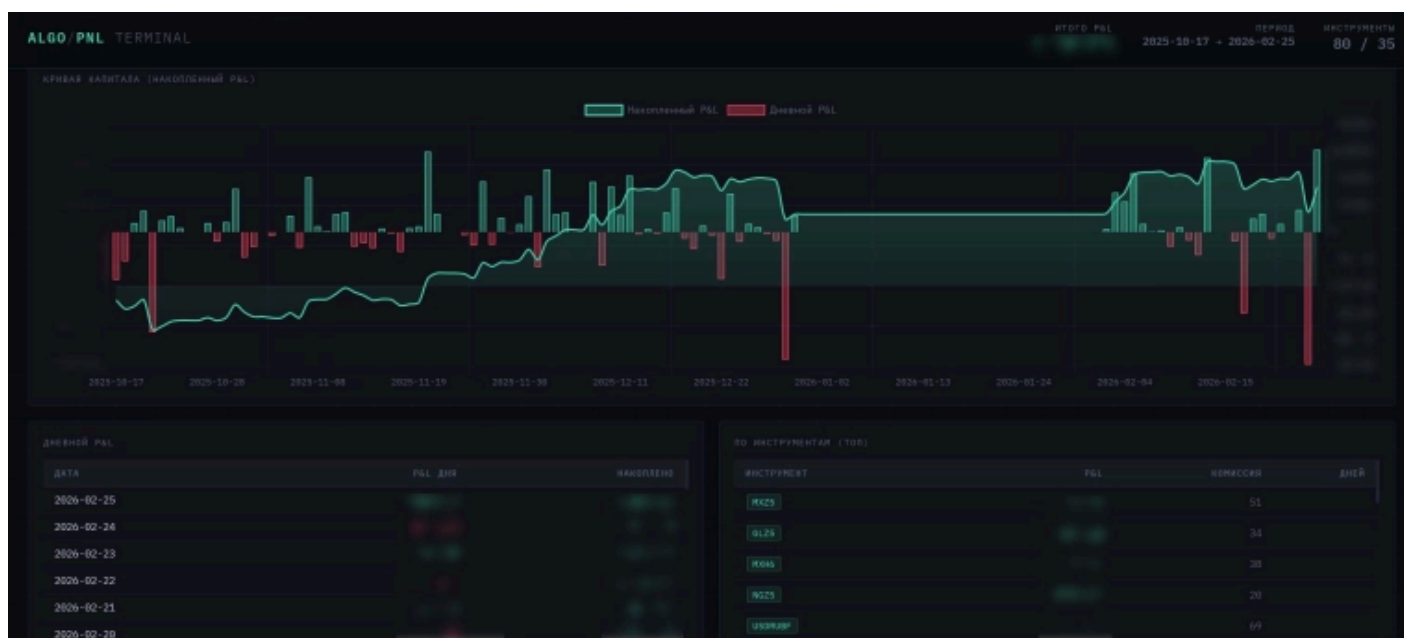 ALGO/PNL TERMINAL
ИТОГО P&L
ПЕРИОД
2025-10-17 → 2026-02-25
ИНСТРУМЕНТЫ
80 / 35
КРИВАЯ КАПИТАЛА (НАКОПЛЕННЫЙ P&L)
Накопленный P&L Дневной P&L
2025-10-17 2025-10-28 2025-11-08 2025-11-19 2025-11-30 2025-12-11 2025-12-22 2026-01-02 2026-01-13 2026-01-24 2026-02-04 2026-02-15
ДНЕВНОЙ P&L
ДАТА P&L ДНЯ НАКОПЛЕНО
2026-02-25
2026-02-24
2026-02-23
2026-02-22
2026-02-21
2026-02-20
ПО ИНСТРУМЕНТАМ (ТОП)
ИНСТРУМЕНТ P&L КОМИССИЯ ДНЕЙ
MXZ5 51
GLZ5 34
MXH6 38
NGZ5 20
USDRUBF 69